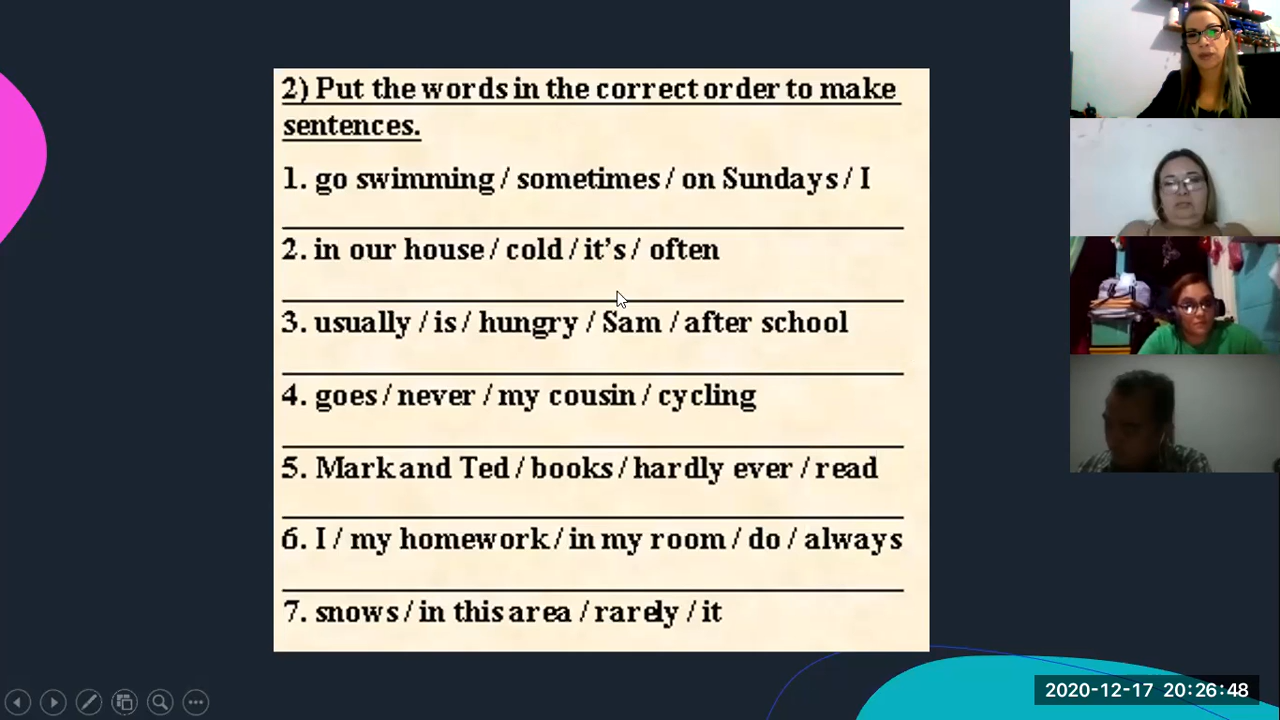 2) Put the words in the correct order to make
sentences.
1. go swimming / sometimes / on Sundays / I
2. in our house / cold / it's / often
3. usually / is / hungry / Sam / after school
4. goes / never / my cousin / cycling
5. Mark and Ted / books / hardly ever / read
6. I / my homework / in my room / do / always
7. snows / in this area / rarely / it
2020-12-17 20:26:48